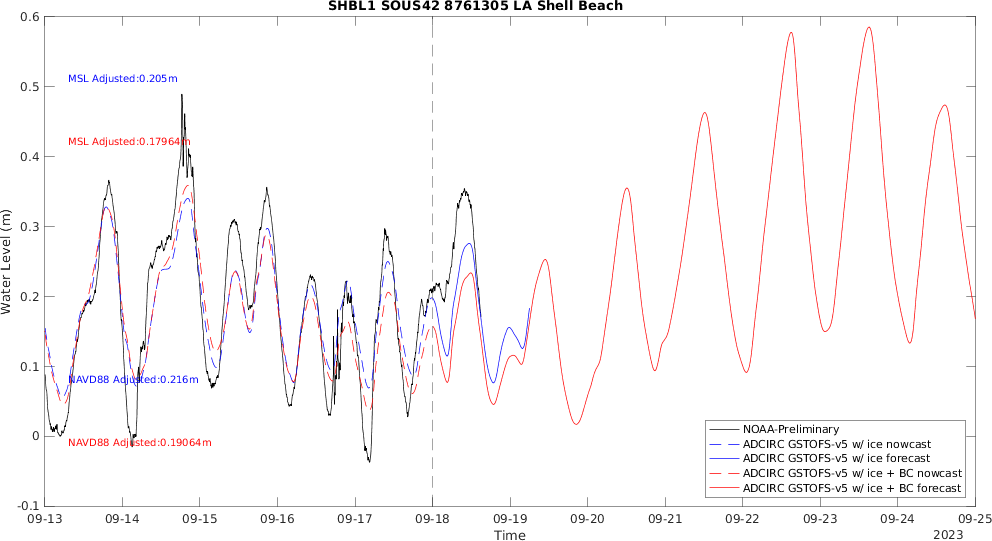 SHBL1 SOUS42 8761305 LA Shell Beach
0.6
0.5
0.4
0.3
0.2
0.1
0
-0.1
Water Level (m)
MSL Adjusted:0.205m
MSL Adjusted:0.17964m
NAVD88 Adjusted:0.216m
NAVD88 Adjusted:0.19064m
NOAA-Preliminary
ADCIRC GSTOFS-v5 w/ ice nowcast
ADCIRC GSTOFS-v5 w/ ice forecast
ADCIRC GSTOFS-v5 w/ ice + BC nowcast
ADCIRC GSTOFS-v5 w/ ice + BC forecast
09-13 09-14 09-15 09-16 09-17 09-18 09-19 09-20 09-21 09-22 09-23 09-24 09-25
Time
2023